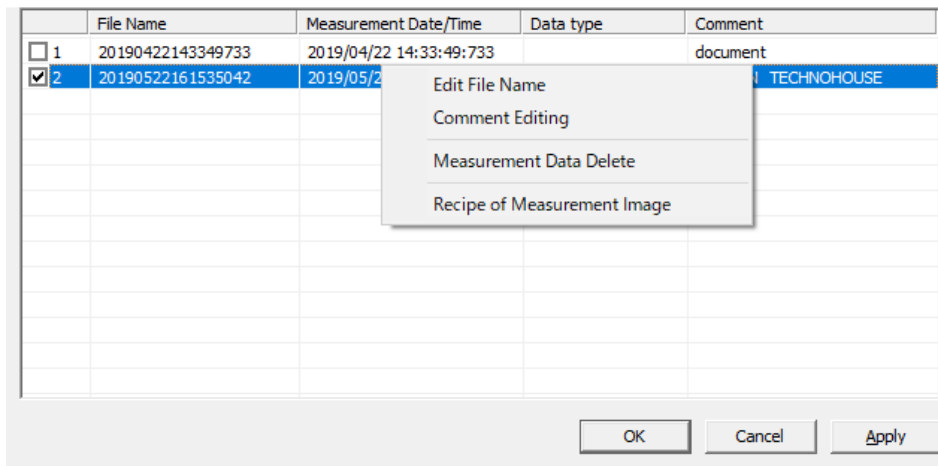 File Name Measurement Date/Time Data type Comment
1 20190422143349733 2019/04/22 14:33:49:733 document
2 20190522161535042 2019/05/2 TECHNOHOUSE
Edit File Name
Comment Editing
Measurement Data Delete
Recipe of Measurement Image
OK Cancel Apply